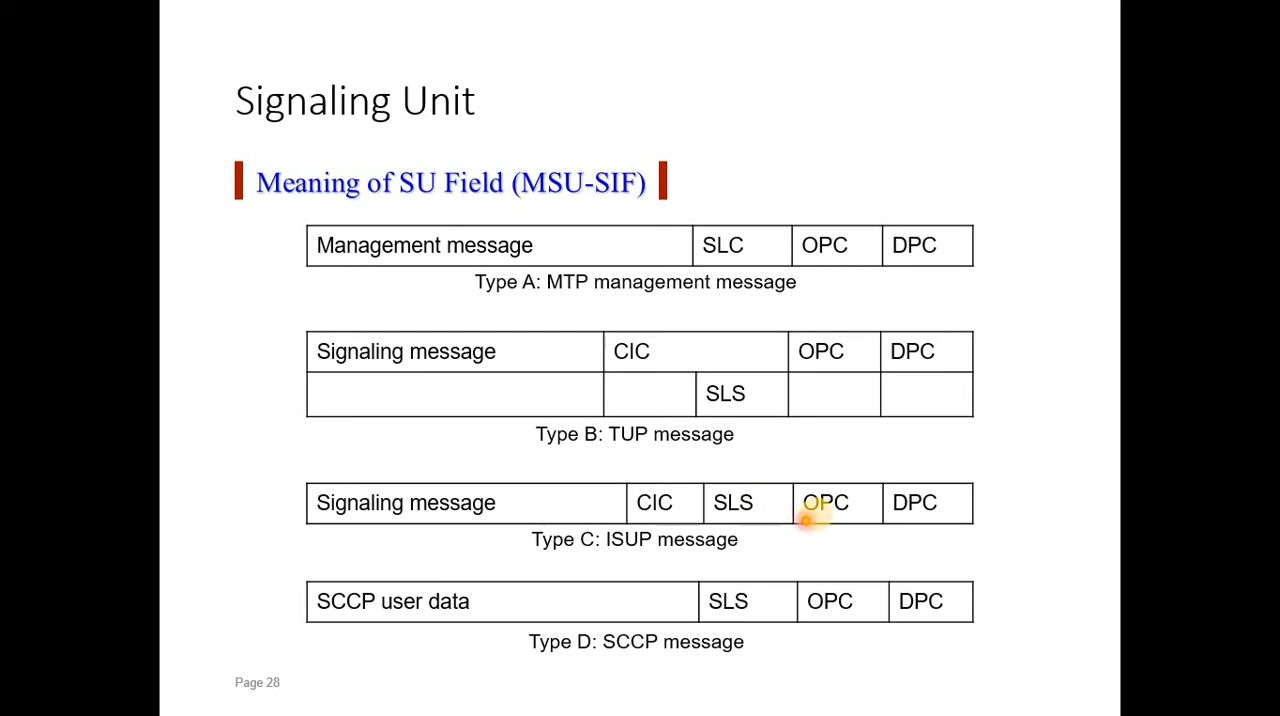 Signaling Unit
Meaning of SU Field (MSU-SIF)
Management message SLC OPC DPC
Type A: MTP management message
Signaling message CIC OPC DPC
SLS
Type B: TUP message
Signaling message CIC SLS OPC DPC
Type C: ISUP message
SCCP user data SLS OPC DPC
Type D: SCCP message
Page 28